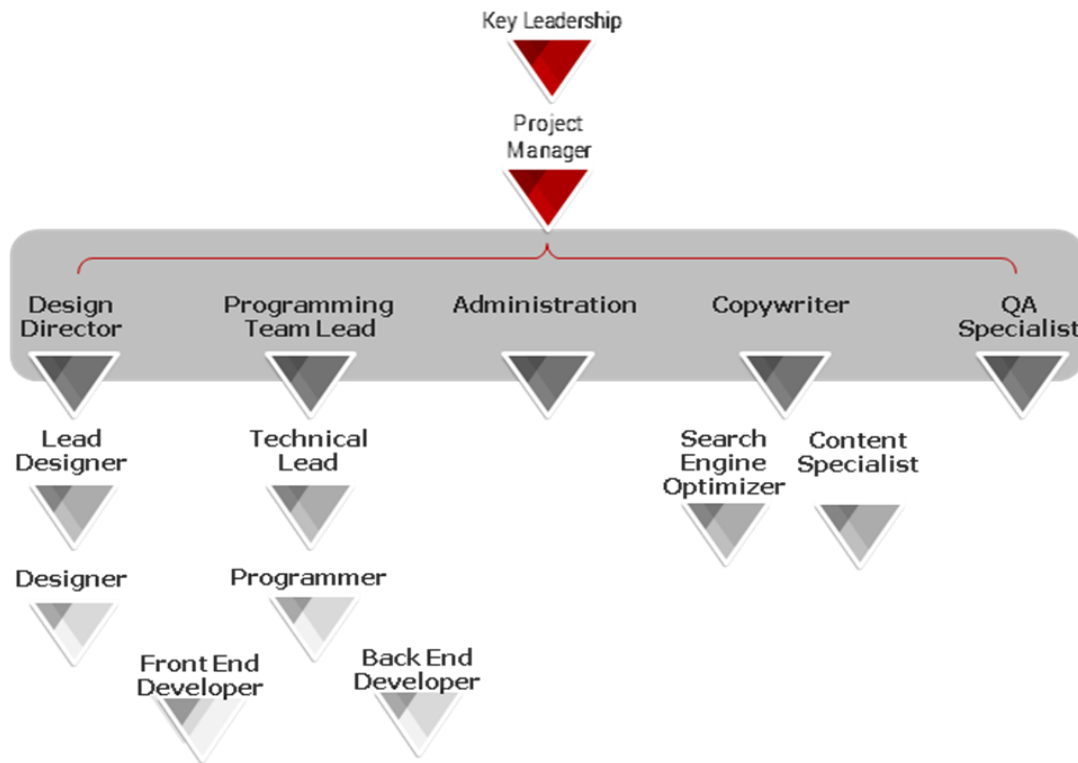 Key Leadership
Project
Manager
Design
Director
Programming
Team Lead
Administration
Copywriter
QA
Specialist
Lead
Designer
Technical
Lead
Search
Engine
Optimizer
Content
Specialist
Designer
Programmer
Front End
Developer
Back End
Developer